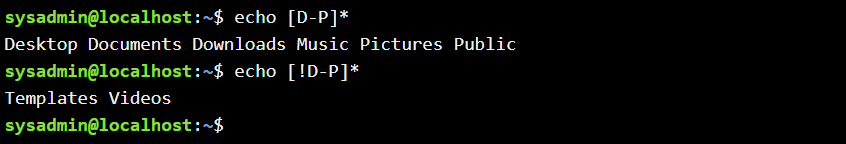 sysadmin@localhost:~$ echo [D-P]*
Desktop Documents Downloads Music Pictures Public
sysadmin@localhost:~$ echo [!D-P]*
Templates Videos
sysadmin@localhost:~$